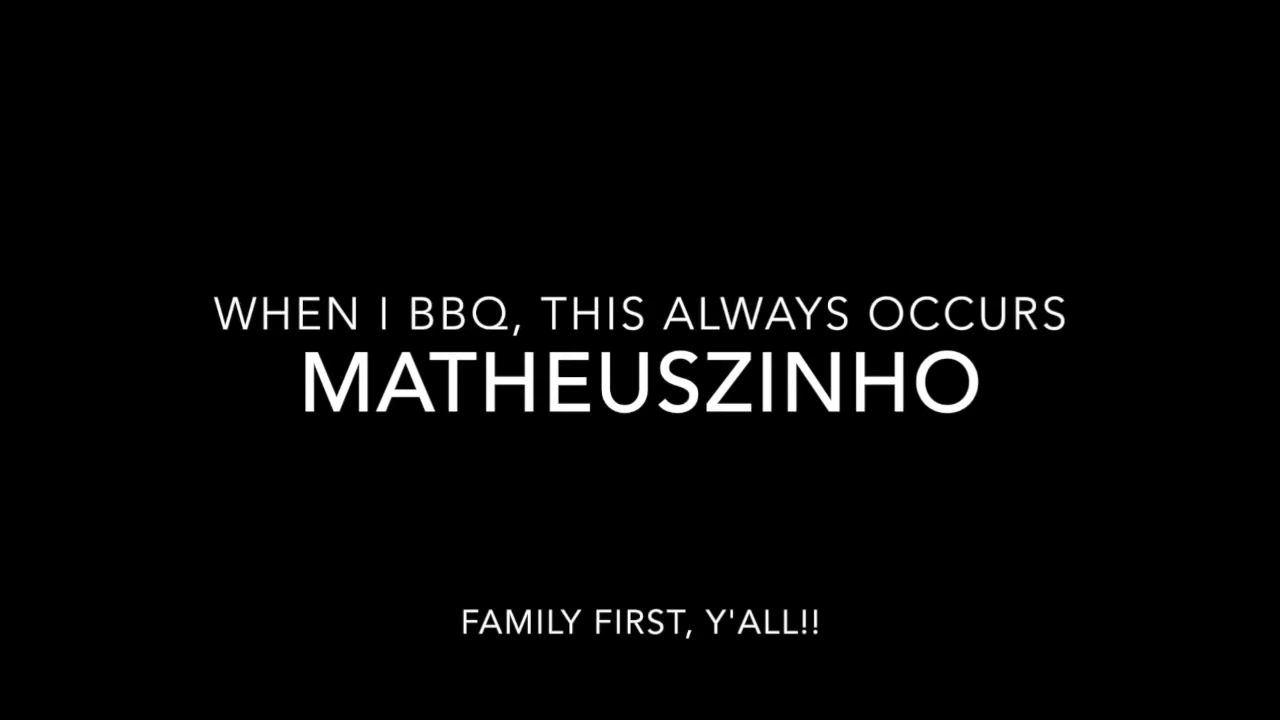 WHEN I BBQ, THIS ALWAYS OCCURS
MATHEUSZINHO
FAMILY FIRST, Y'ALL!!